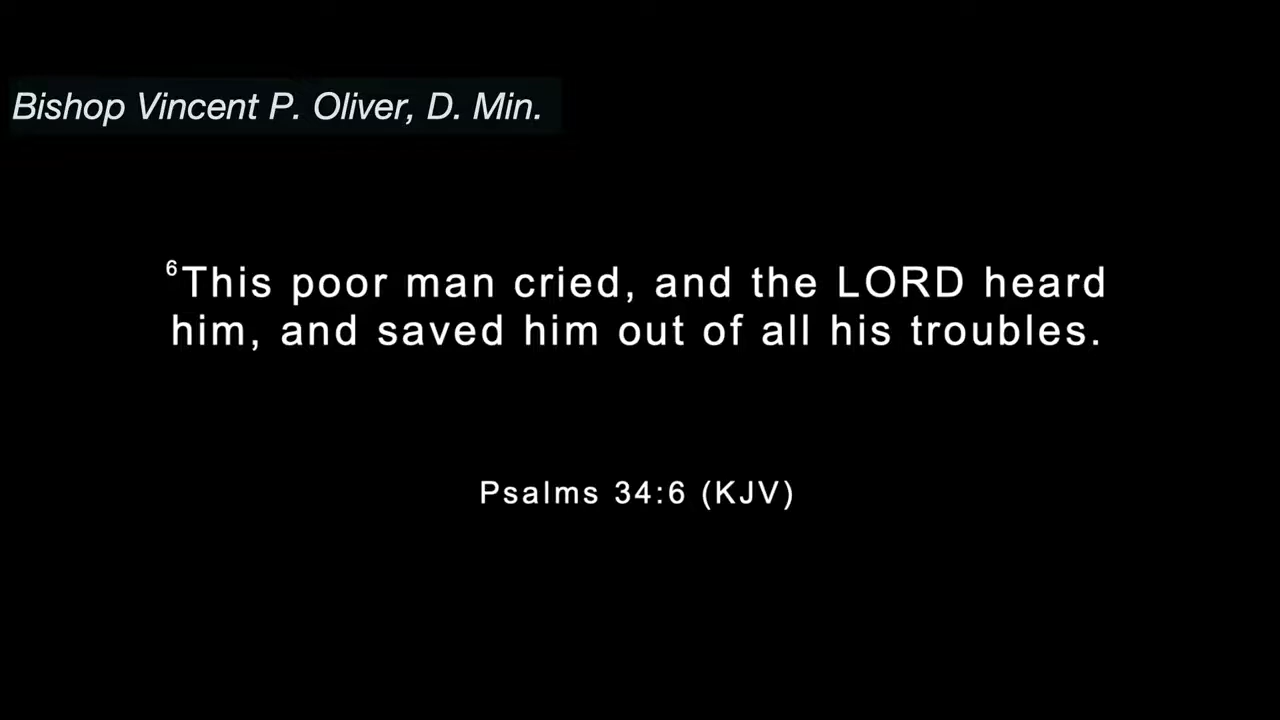 Bishop Vincent P. Oliver, D. Min.
6This poor man cried, and the LORD heard
him, and saved him out of all his troubles.
Psalms 34:6 (KJV)